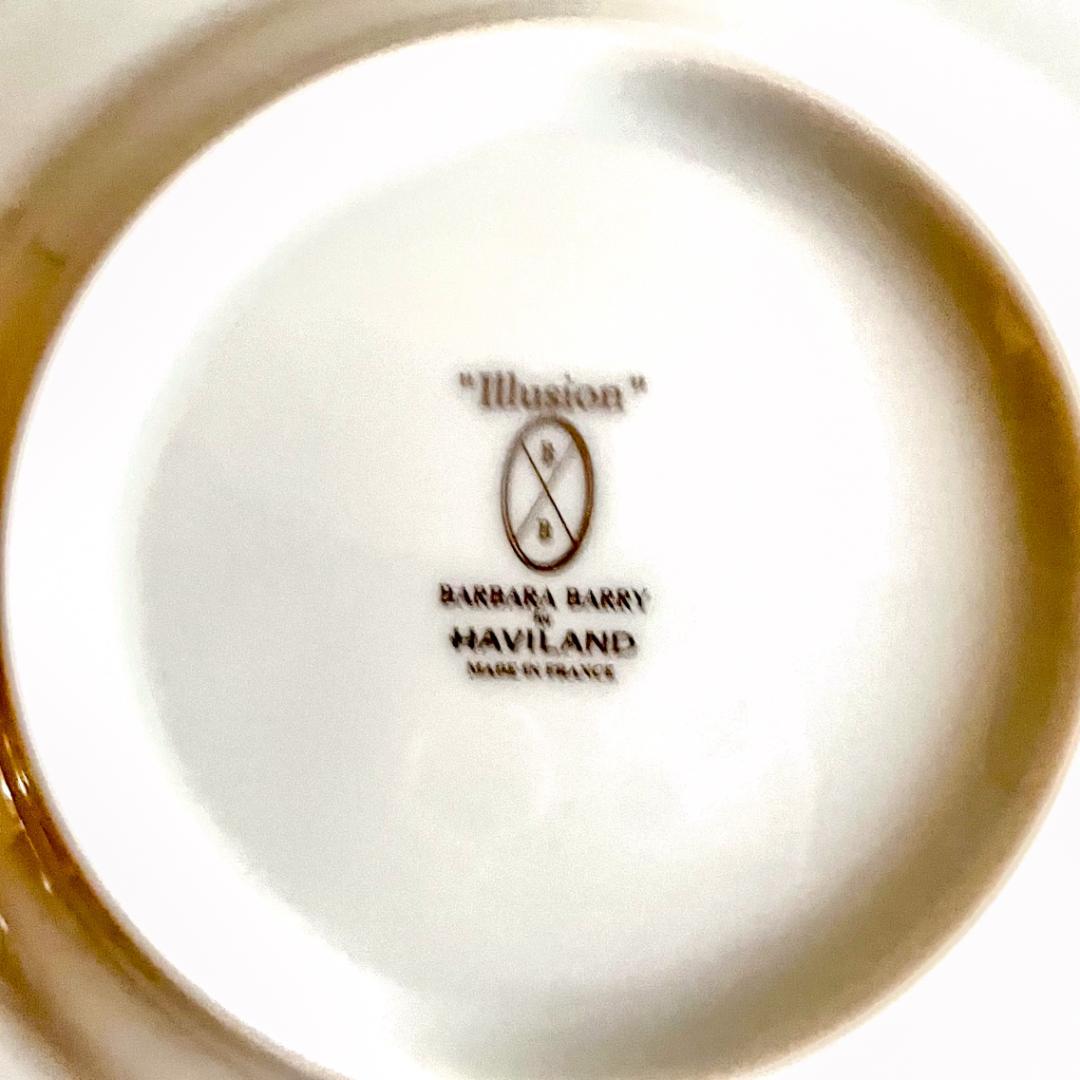 "Illusion"
B
B
BARBARA BARRY
for
HAVILAND
MADE IN FRANCE